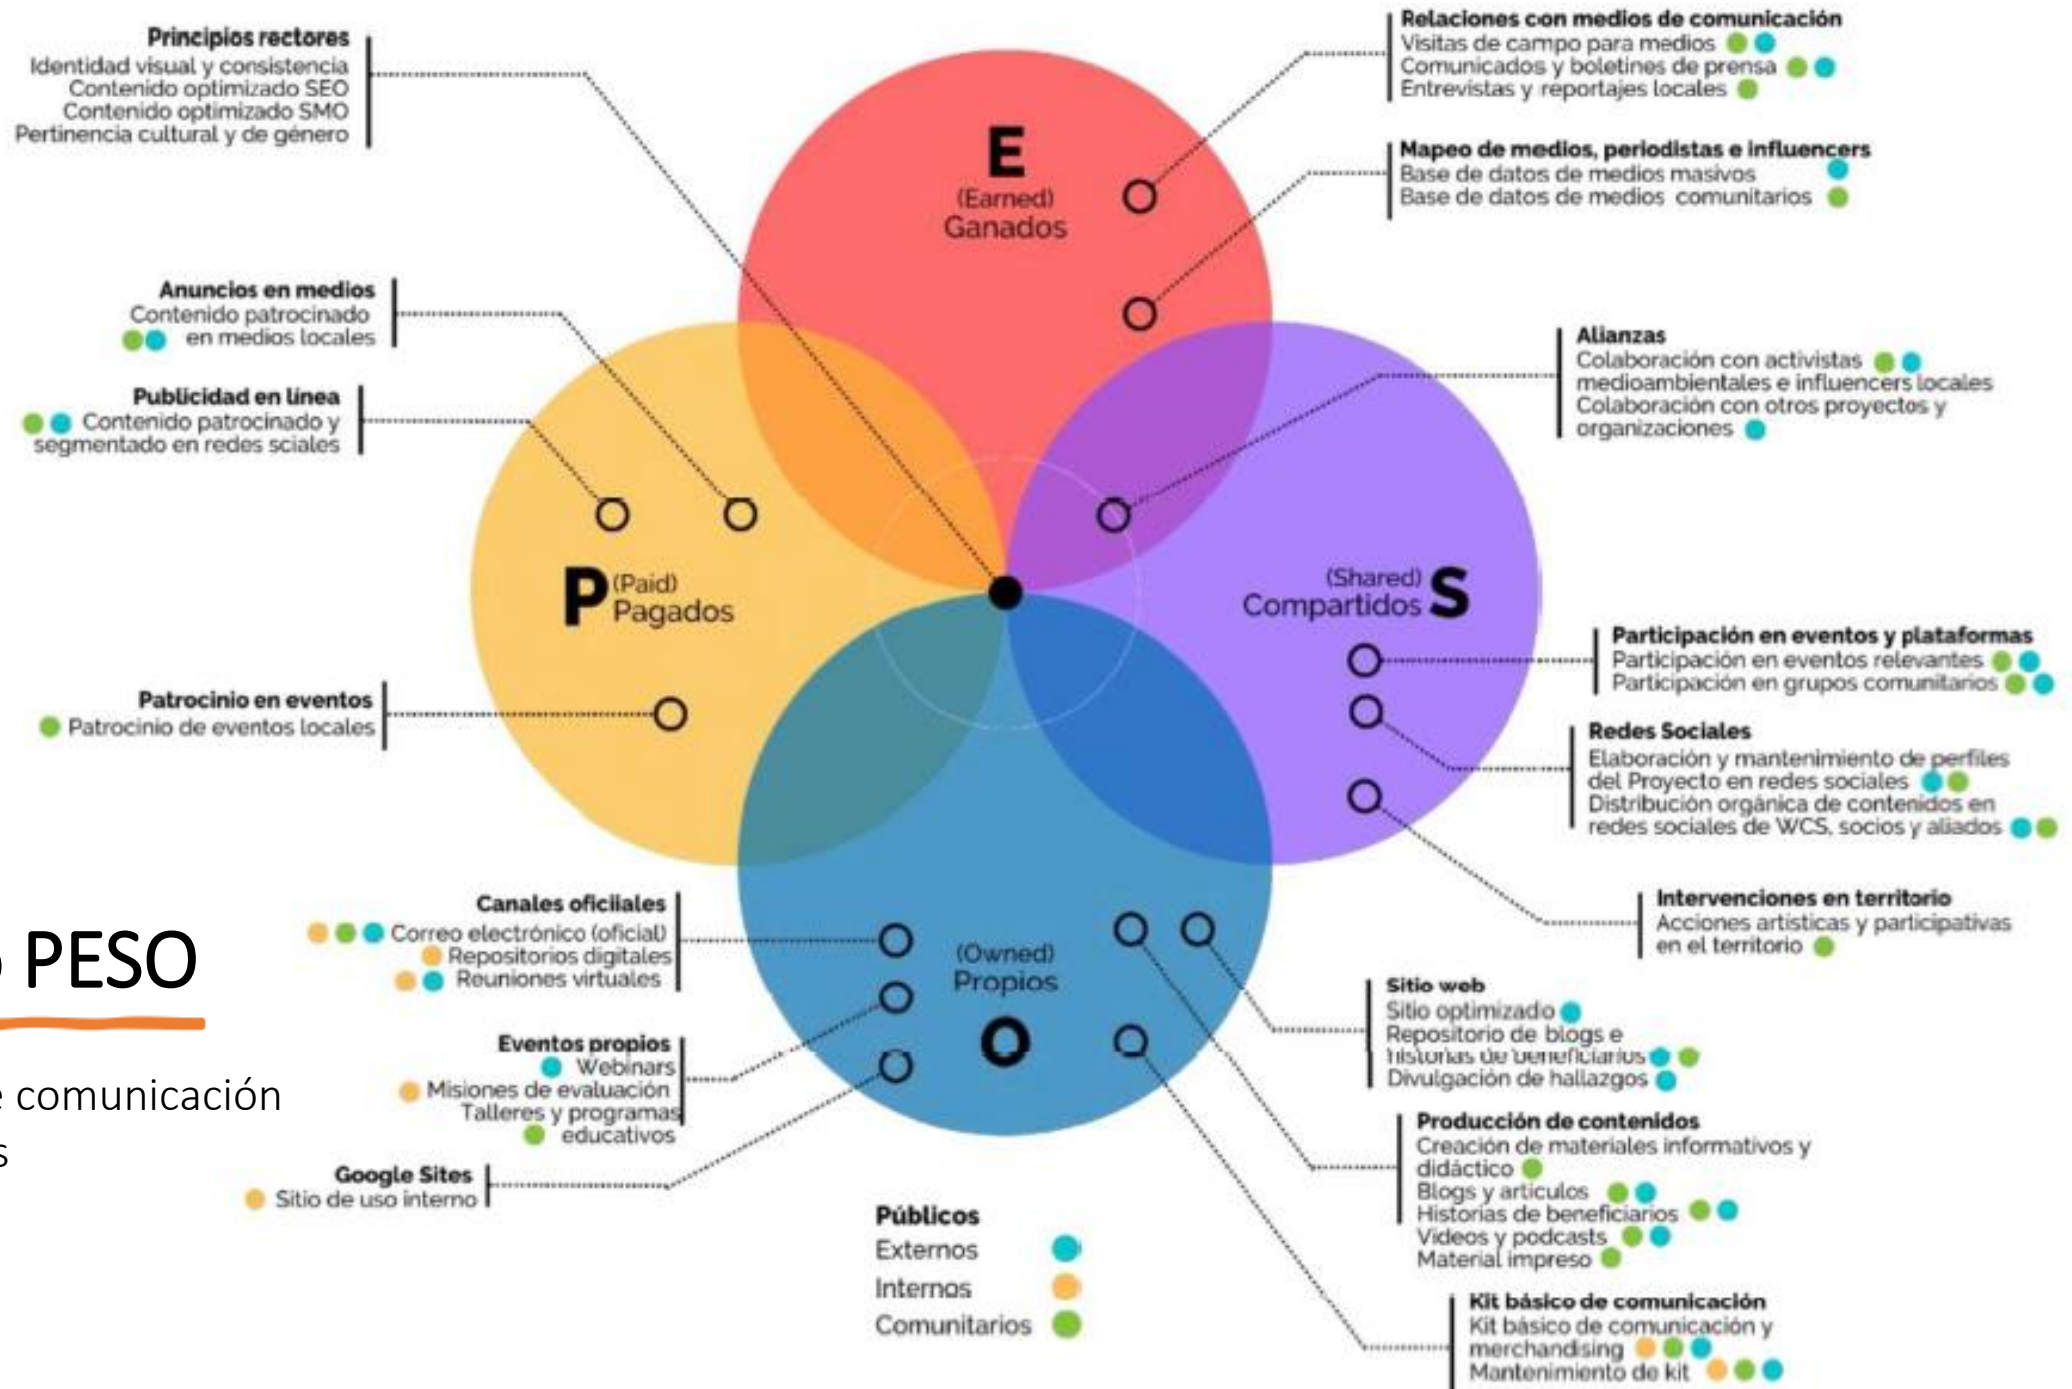 Principios rectores
Identidad visual y consistencia
Contenido optimizado SEO
Contenido optimizado SMO
Pertinencia cultural y de género
Anuncios en medios
Contenido patrocinado
en medios locales
Publicidad en línea
Contenido patrocinado y
segmentado en redes sciales
Patrocinio en eventos
Patrocinio de eventos locales
E
(Earned)
Ganados
P
(Paid)
Pagados
(Shared)
Compartidos
S
(Owned)
Propios
O
Relaciones con medios de comunicación
Visitas de campo para medios
Comunicados y boletines de prensa
Entrevistas y reportajes locales
Mapeo de medios, periodistas e influencers
Base de datos de medios masivos
Base de datos de medios comunitarios
Alianzas
Colaboración con activistas
medioambientales e influencers locales
Colaboración con otros proyectos y
organizaciones
Participación en eventos y plataformas
Participación en eventos relevantes
Participación en grupos comunitarios
Redes Sociales
Elaboración y mantenimiento de perfiles
del Proyecto en redes sociales
Distribución orgánica de contenidos en
redes sociales de WCS, socios y aliados
Intervenciones en territorio
Acciones artísticas y participativas
en el territorio
PESO
comunicación
Canales oficiiales
Correo electrónico (oficial)
Repositorios digitales
Reuniones virtuales
Eventos propios
Webinars
Misiones de evaluación
Talleres y programas
educativos
Google Sites
Sitio de uso interno
Sitio web
Sitio optimizado
Repositorio de blogs e
historias de beneficiarios
Divulgación de hallazgos
Producción de contenidos
Creación de materiales informativos y
didáctico
Blogs y articulos
Historias de beneficiarios
Videos y podcasts
Material impreso
Kit básico de comunicación
Kit básico de comunicación y
merchandising
Mantenimiento de kit
Públicos
Externos
Internos
Comunitarios